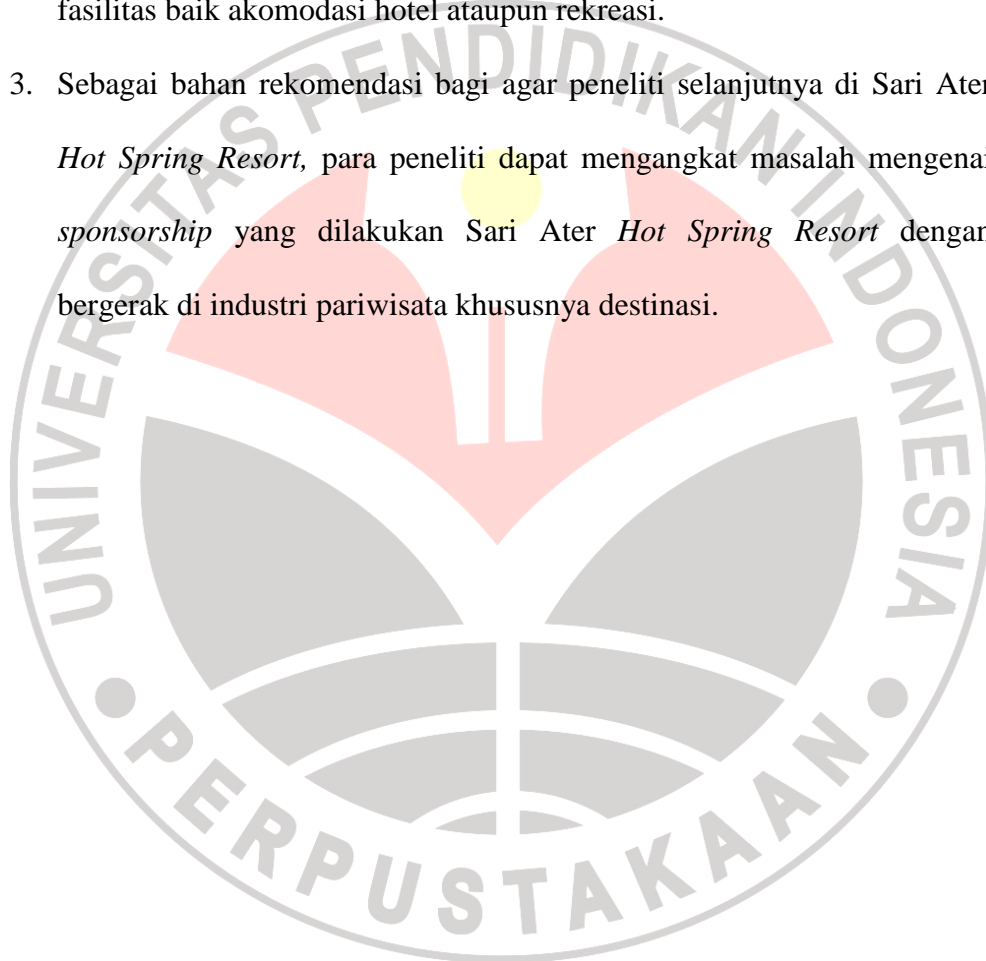 fasilitas baik akomodasi hotel ataupun rekreasi.
3. Sebagai bahan rekomendasi bagi agar peneliti selanjutnya di Sari Ater
Hot Spring Resort, para peneliti dapat mengangkat masalah mengenai
sponsorship yang dilakukan Sari Ater Hot Spring Resort dengan
bergerak di industri pariwisata khususnya destinasi.
UNIVERSITAS PENDIDIKAN INDONESIA
PERPUSTAKAAN